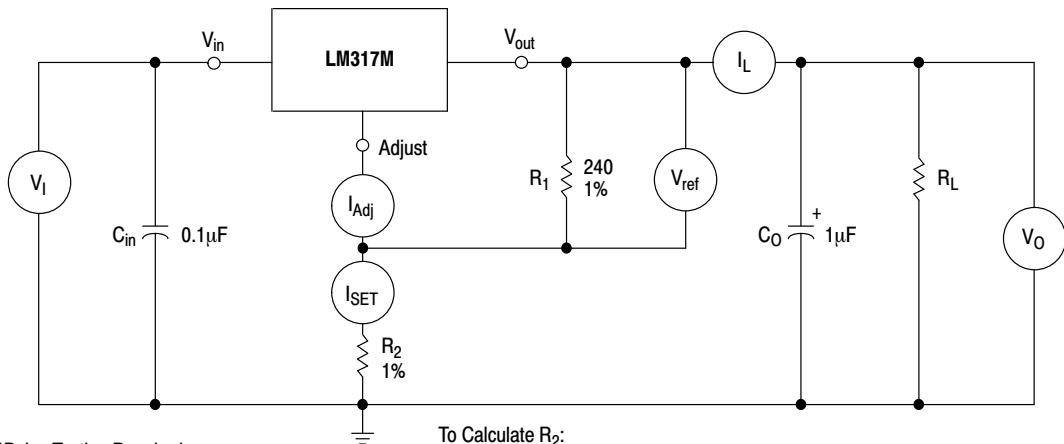 V_in
LM317M
V_out
I_L
Adjust
V_I
C_in 0.1µF
I_Adj
R_1 240
1%
V_ref
C_O + 1µF
R_L
V_O
I_SET
R_2
1%
To Calculate R_2: